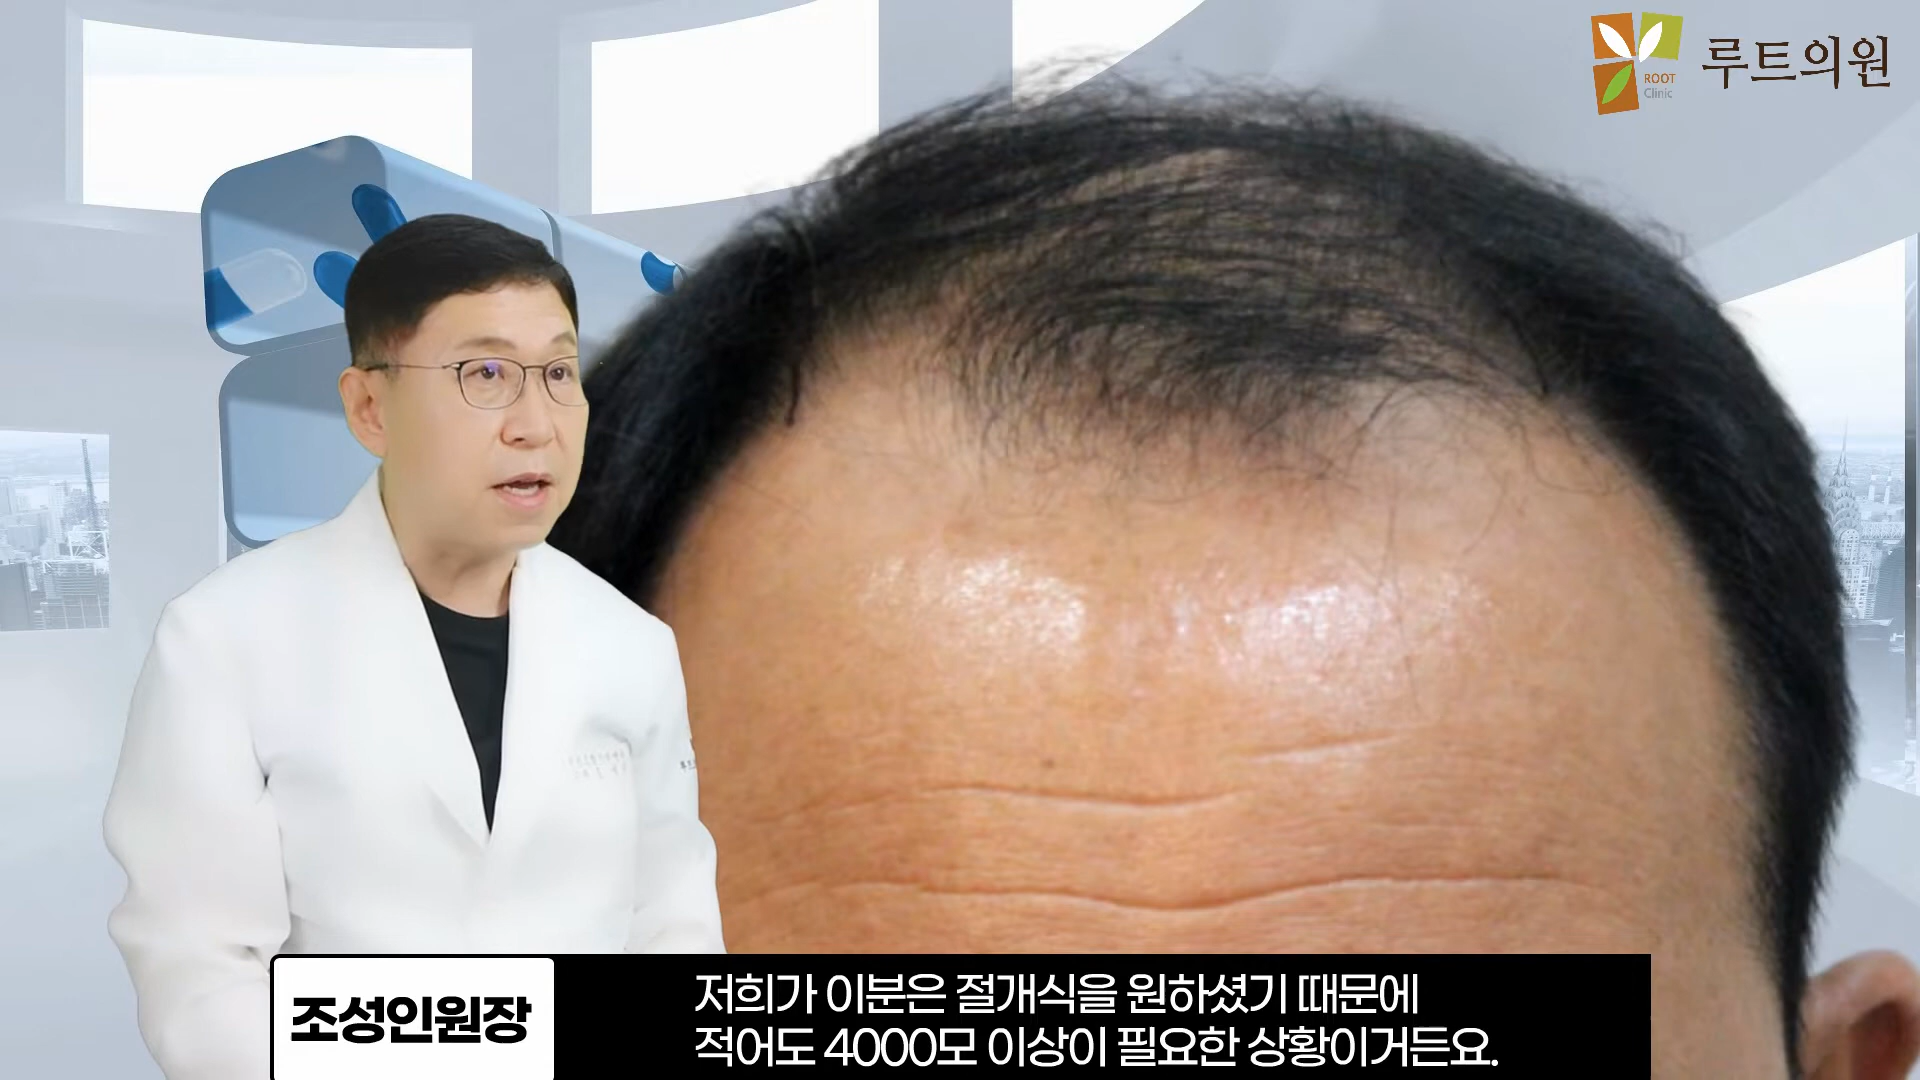 ROOT
Clinic
루트의원
조성인원장
저희가 이분은 절개식을 원하셨기 때문에
적어도 4000모 이상이 필요한 상황이거든요.